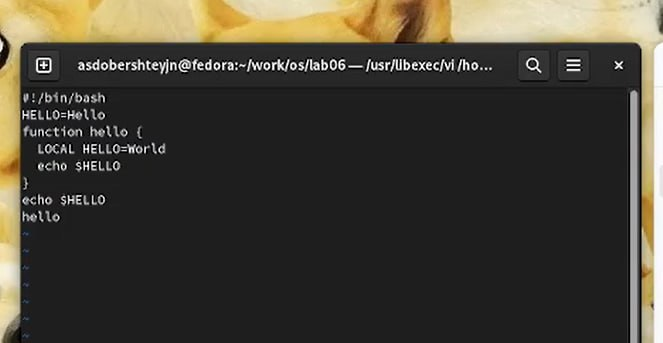 asdobershteyjn@fedora:~/work/os/lab06 — /usr/libexec/vi /ho...
#!/bin/bash
HELLO=Hello
function hello {
  LOCAL HELLO=World
  echo $HELLO
}
echo $HELLO
hello
~
~
~
~
~
~
~